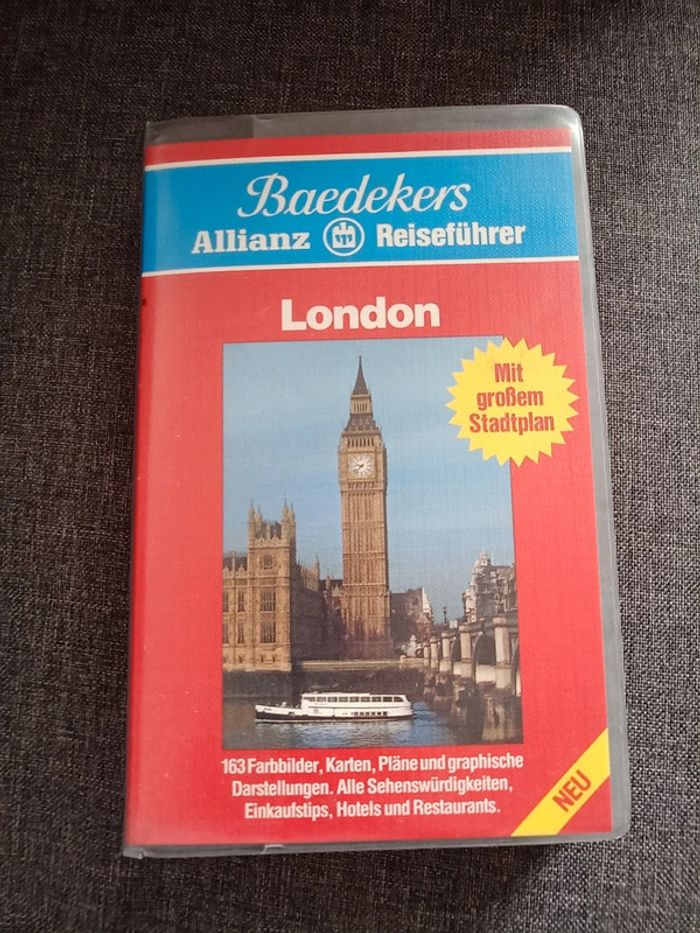 Baedekers
Allianz Reiseführer
London
Mit
großem
Stadtplan
163 Farbbilder, Karten, Pläne und graphische
Darstellungen. Alle Sehenswürdigkeiten,
Einkaufstips, Hotels und Restaurants.
NEU